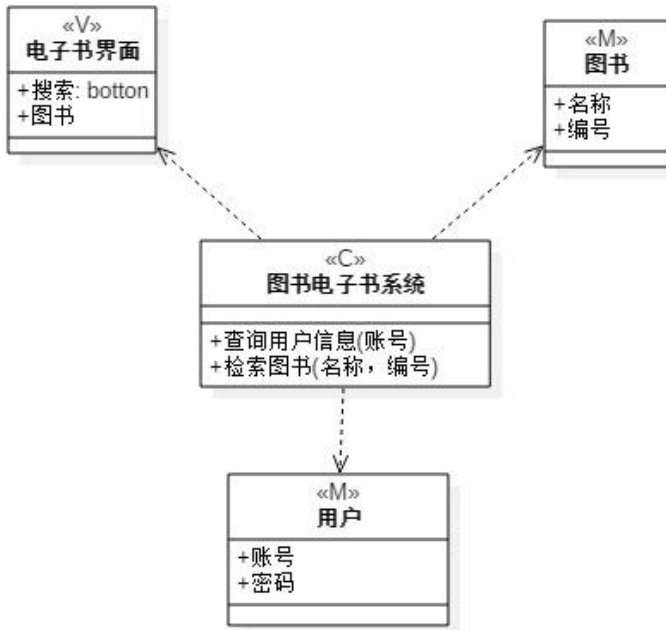 «V»
电子书界面
+搜索: botton
+图书
«M»
图书
+名称
+编号
«C»
图书电子书系统
+查询用户信息(账号)
+检索图书(名称，编号)
«M»
用户
+账号
+密码